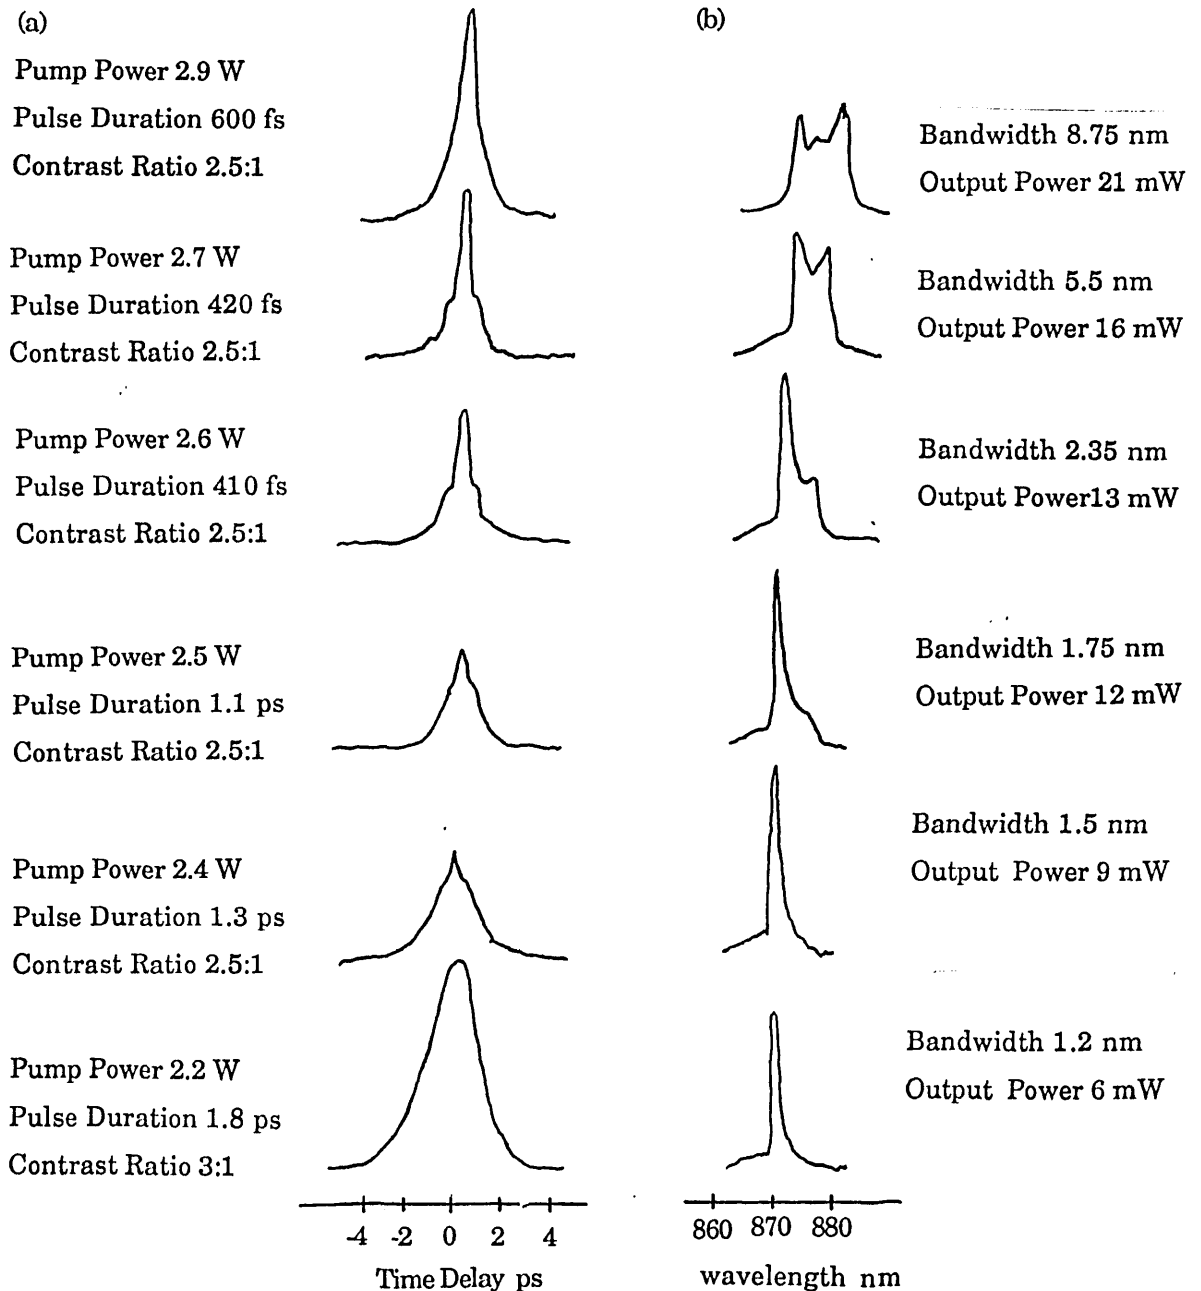 (a)
Pump Power 2.9 W
Pulse Duration 600 fs
Contrast Ratio 2.5:1
Pump Power 2.7 W
Pulse Duration 420 fs
Contrast Ratio 2.5:1
Pump Power 2.6 W
Pulse Duration 410 fs
Contrast Ratio 2.5:1
Pump Power 2.5 W
Pulse Duration 1.1 ps
Contrast Ratio 2.5:1
Pump Power 2.4 W
Pulse Duration 1.3 ps
Contrast Ratio 2.5:1
Pump Power 2.2 W
Pulse Duration 1.8 ps
Contrast Ratio 3:1
-4 -2 0 2 4
Time Delay ps
(b)
Bandwidth 8.75 nm
Output Power 21 mW
Bandwidth 5.5 nm
Output Power 16 mW
Bandwidth 2.35 nm
Output Power13 mW
Bandwidth 1.75 nm
Output Power 12 mW
Bandwidth 1.5 nm
Output Power 9 mW
Bandwidth 1.2 nm
Output Power 6 mW
860 870 880
wavelength nm